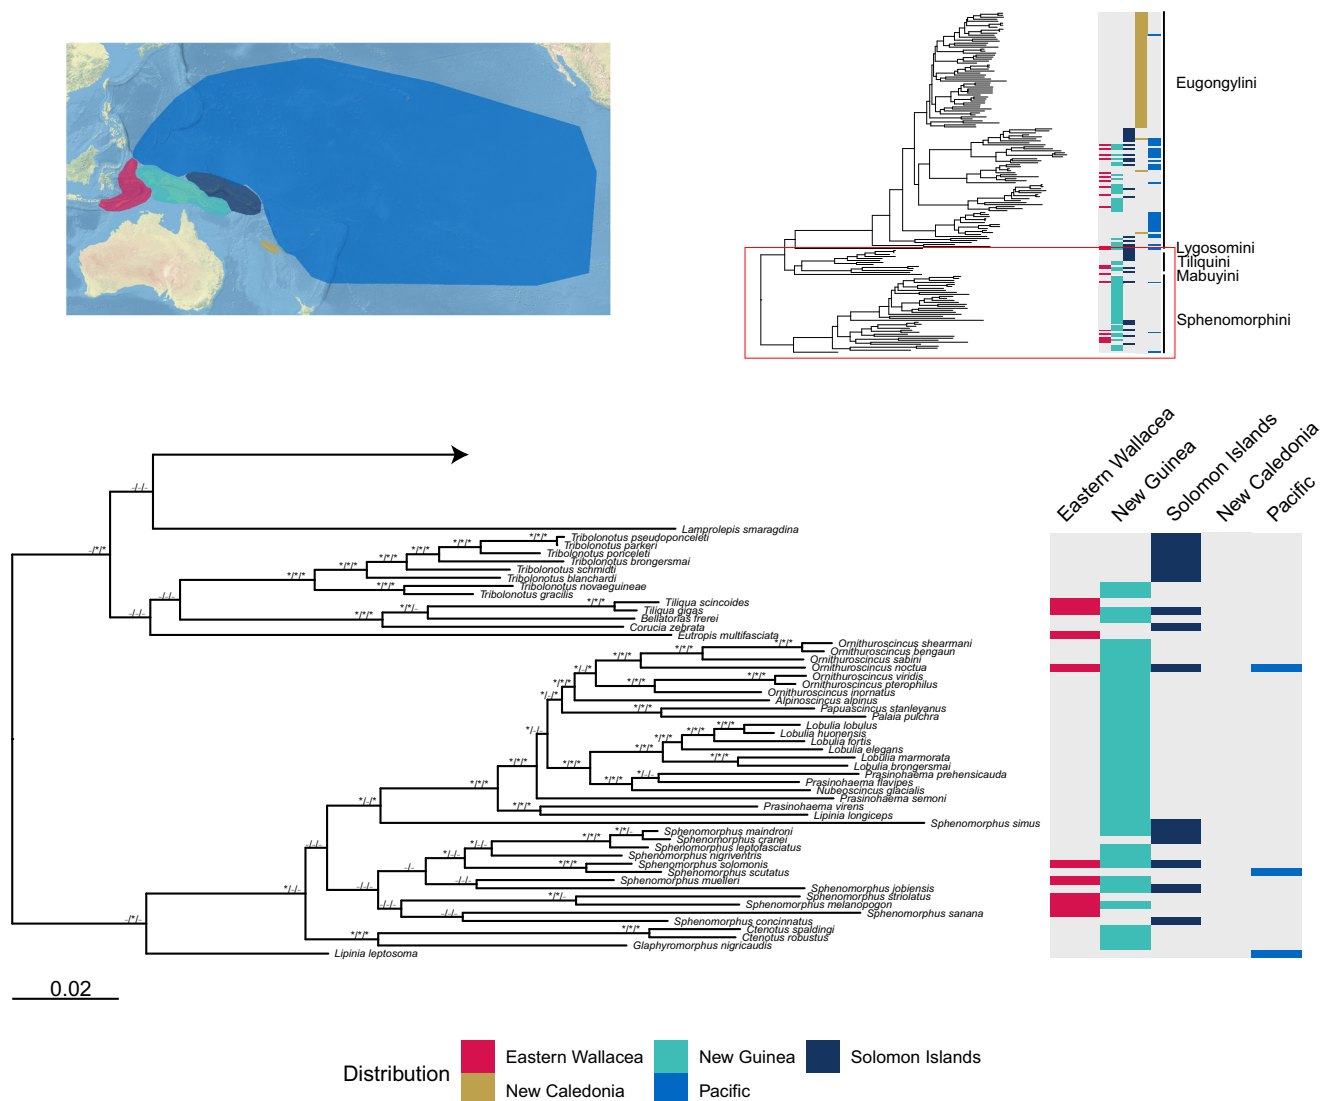 Eugongylini
Lygosomini
Tiliquini
Mabuyini
Sphenomorphini
Eastern Wallacea
New Guinea
Solomon Islands
New Caledonia
Pacific
-/-/-
Lamprolepis smaragdina
-/*/*
*/*/*
Tribolonotus pseudoponceleti
Tribolonotus parkeri
*/*/*
Tribolonotus ponceleti
*/*/*
Tribolonotus brongersmai
*/*/*
Tribolonotus schmidti
*/*/*
Tribolonotus blanchardi
*/*/*
Tribolonotus novaeguineae
Tribolonotus gracilis
-/-/-
*/*/*
Tiliqua scincoides
Tiliqua gigas
*/*/-
Bellatorias frerei
*/*/*
Corucia zebrata
-/-/-
Eutropis multifasciata
*/*/*
Ornithuroscincus shearmani
Ornithuroscincus bengaun
*/*/*
Ornithuroscincus sabini
*/*/*
Ornithuroscincus noctua
*/-/*
*/*/*
Ornithuroscincus viridis
Ornithuroscincus pterophilus
*/*/*
Ornithuroscincus inornatus
*/*/*
Alpinoscincus alpinus
*/-/*
*/*/*
Papuascincus stanleyanus
Palaia pulchra
*/-/-
*/*/*
Lobulia lobulus
Lobulia huonensis
*/*/*
Lobulia fortis
*/*/*
Lobulia elegans
*/*/*
Lobulia marmorata
Lobulia brongersmai
*/*/*
*/*/*
*/-/-
Prasinohaema prehensicauda
Prasinohaema flavipes
*/*/*
Nubeoscincus glacialis
Prasinohaema semoni
*/*/*
*/*/*
Prasinohaema virens
Lipinia longiceps
*/-/*
Sphenomorphus simus
*/*/-
Sphenomorphus maindroni
Sphenomorphus cranei
*/*/*
Sphenomorphus leptofasciatus
-/-/-
Sphenomorphus nigriventris
*/-/-
*/*/*
Sphenomorphus solomonis
Sphenomorphus scutatus
-/-/-
-/-/-
Sphenomorphus muelleri
Sphenomorphus jobiensis
-/-/-
*/*/-
Sphenomorphus striolatus
Sphenomorphus melanopogon
-/-/-
-/-/-
Sphenomorphus sanana
Sphenomorphus concinnatus
*/-/-
*/*/*
Ctenotus spaldingi
Ctenotus robustus
*/*/*
Glaphyromorphus nigricaudis
-/*/-
Lipinia leptosoma
0.02
Distribution
Eastern Wallacea
New Guinea
Solomon Islands
New Caledonia
Pacific